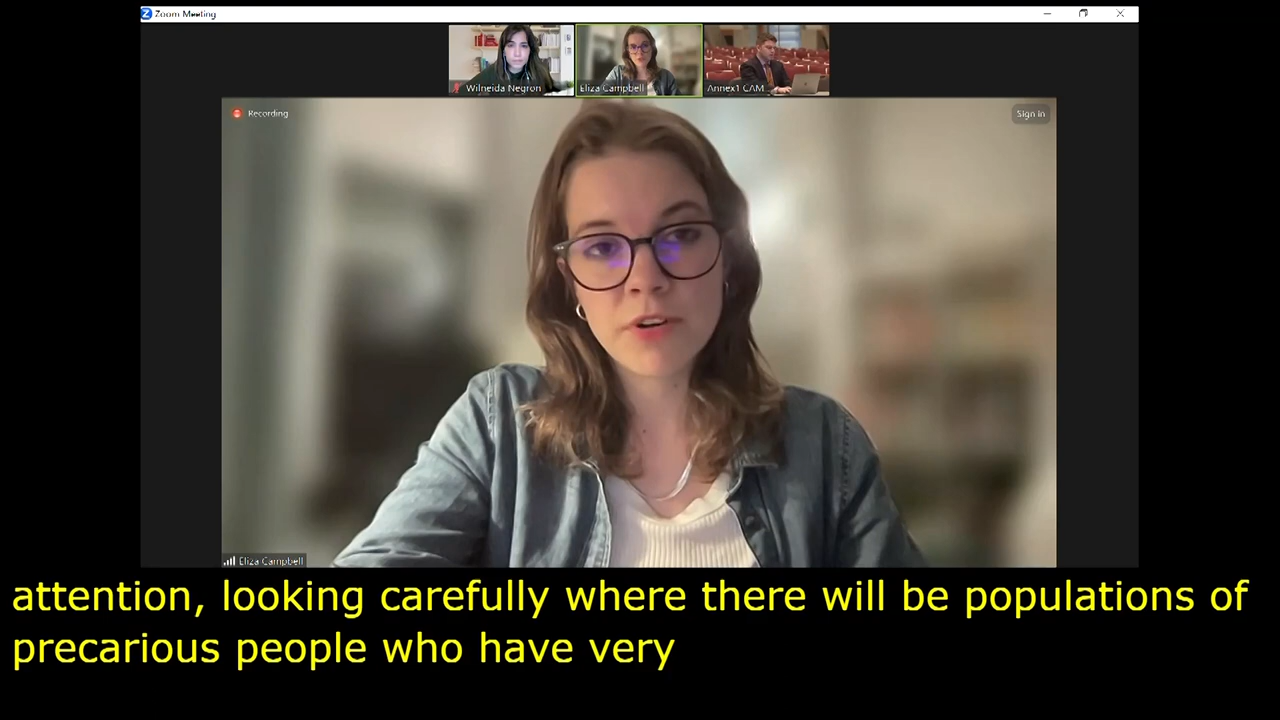 Zoom Meeting
Wilneida Negron
Eliza Campbell
Annex1 CAM
Recording
Sign in
Eliza Campbell
attention, looking carefully where there will be populations of
precarious people who have very